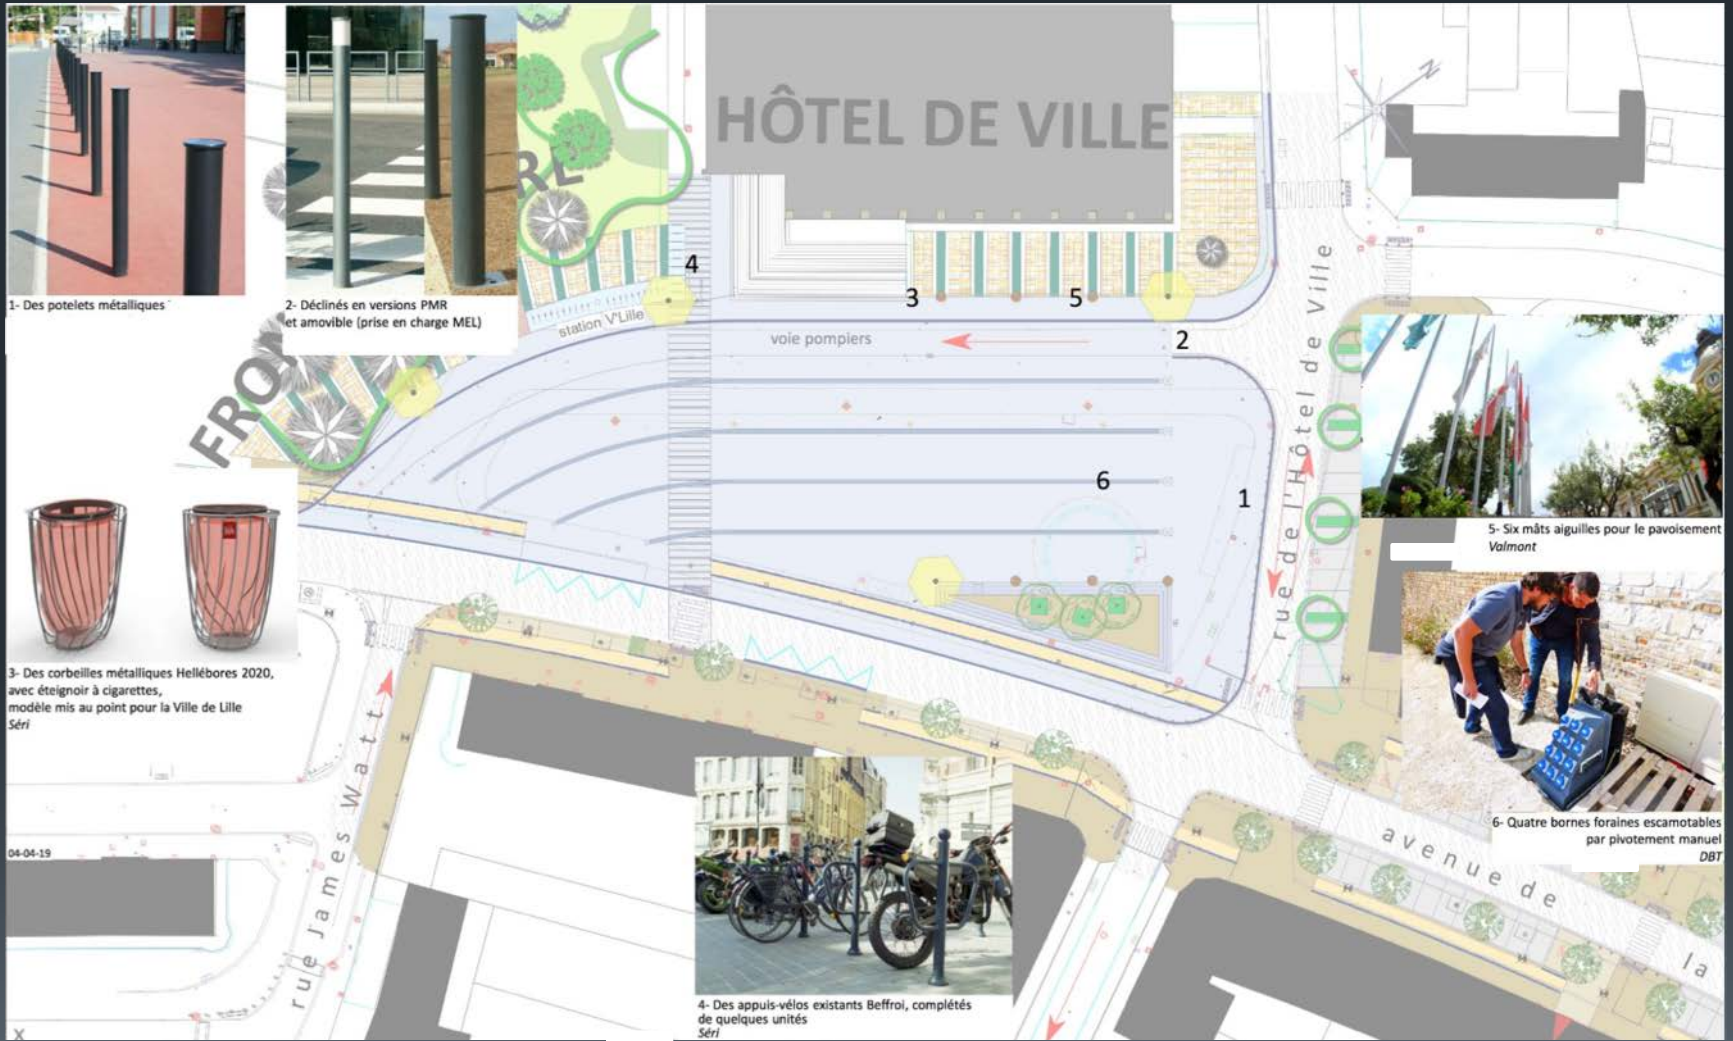 HÔTEL DE VILLE
N
RL
1- Des potelets métalliques
2- Déclinés en versions PMR
et amovible (prise en charge MEL)
4
3
5
station V'Lille
voie pompiers
2
FRON
rue de l'Hôtel de Ville
6
1
5- Six mâts aiguilles pour le pavoisement
Valmont
3- Des corbeilles métalliques Hellébores 2020,
avec éteignoir à cigarettes,
modèle mis au point pour la Ville de Lille
Séri
6- Quatre bornes foraines escamotables
par pivotement manuel
DBT
04-04-19
rue James Watt
avenue de
la
4- Des appuis-vélos existants Beffroi, complétés
de quelques unités
Séri
X